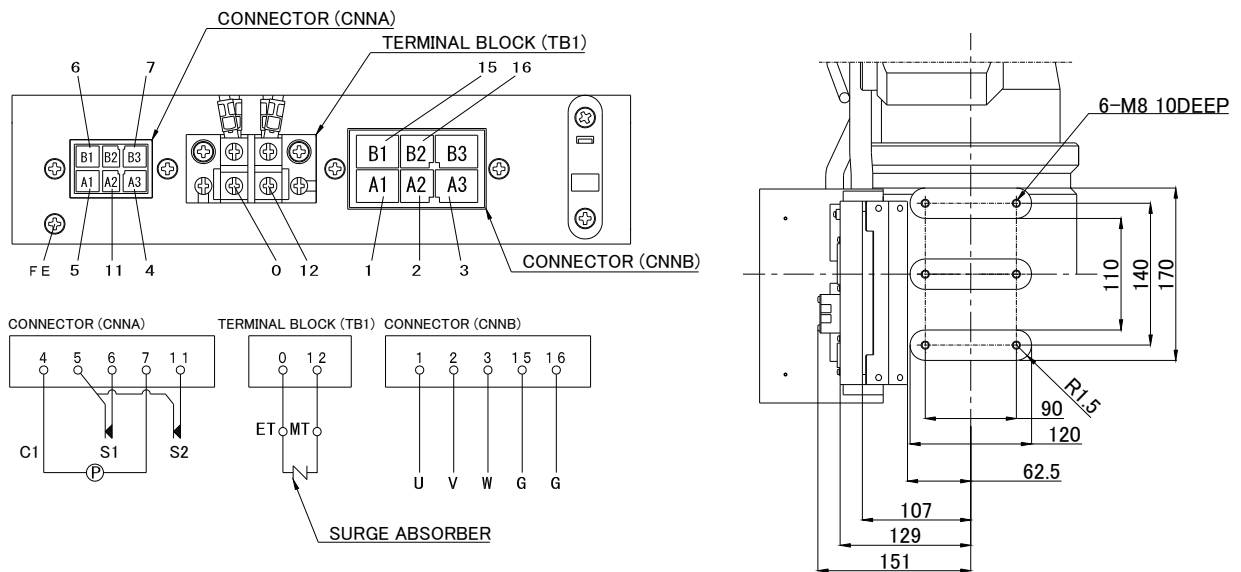 CONNECTOR (CNNA)
TERMINAL BLOCK (TB1)
6 7 15 16
B1 B2 B3
A1 A2 A3
B1 B2 B3
A1 A2 A3
FE 5 11 4 0 12 1 2 3
CONNECTOR (CNNB)
CONNECTOR (CNNA)
4 5 6 7 11
C1 S1 S2
P
TERMINAL BLOCK (TB1)
0 12
ET MT
SURGE ABSORBER
CONNECTOR (CNNB)
1 2 3 15 16
U V W G G
6-M8 10DEEP
110
140
170
R1.5
90
120
62.5
107
129
151